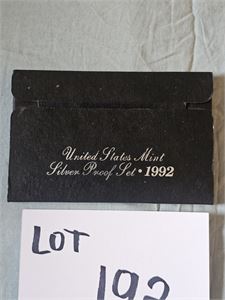 United States Mint
Silver Proof Set • 1992
LOT
192